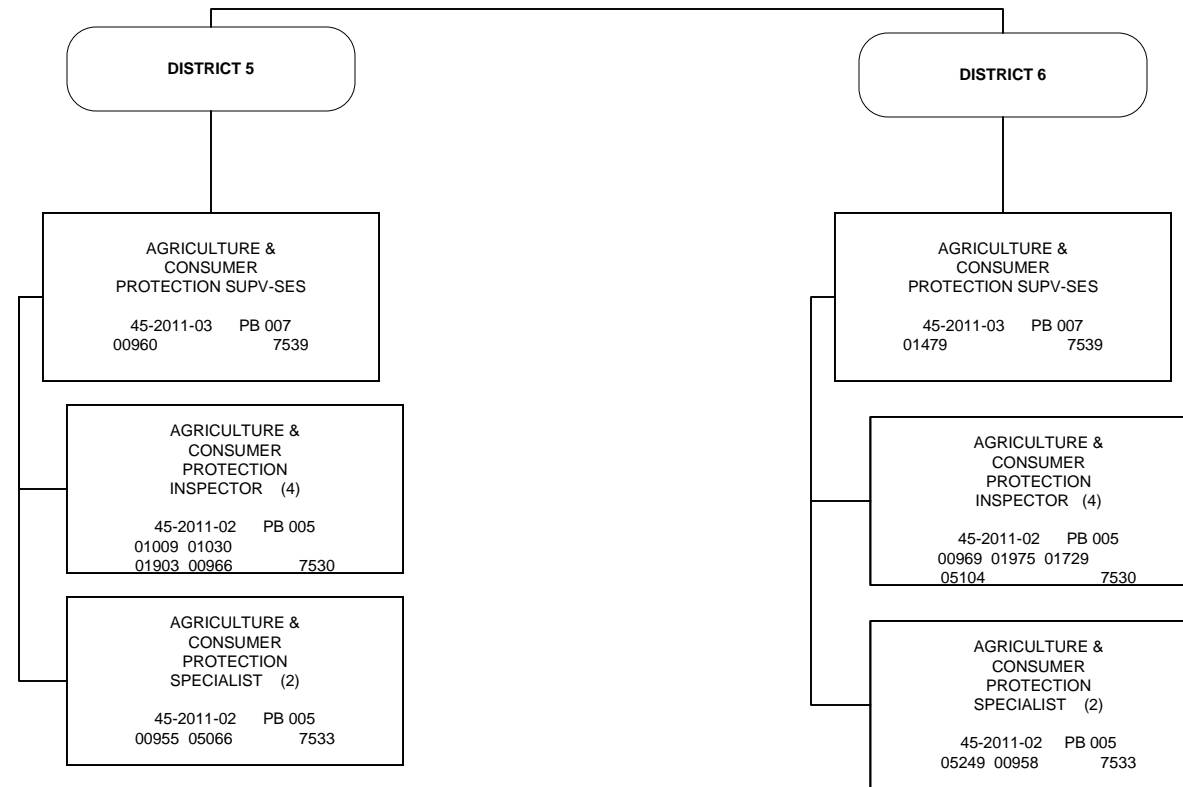 DISTRICT 5
AGRICULTURE &
CONSUMER
PROTECTION SUPV-SES
45-2011-03 PB 007
00960 7539
AGRICULTURE &
CONSUMER
PROTECTION
INSPECTOR (4)
45-2011-02 PB 005
01009 01030
01903 00966 7530
AGRICULTURE &
CONSUMER
PROTECTION
SPECIALIST (2)
45-2011-02 PB 005
00955 05066 7533
DISTRICT 6
AGRICULTURE &
CONSUMER
PROTECTION SUPV-SES
45-2011-03 PB 007
01479 7539
AGRICULTURE &
CONSUMER
PROTECTION
INSPECTOR (4)
45-2011-02 PB 005
00969 01975 01729
05104 7530
AGRICULTURE &
CONSUMER
PROTECTION
SPECIALIST (2)
45-2011-02 PB 005
05249 00958 7533